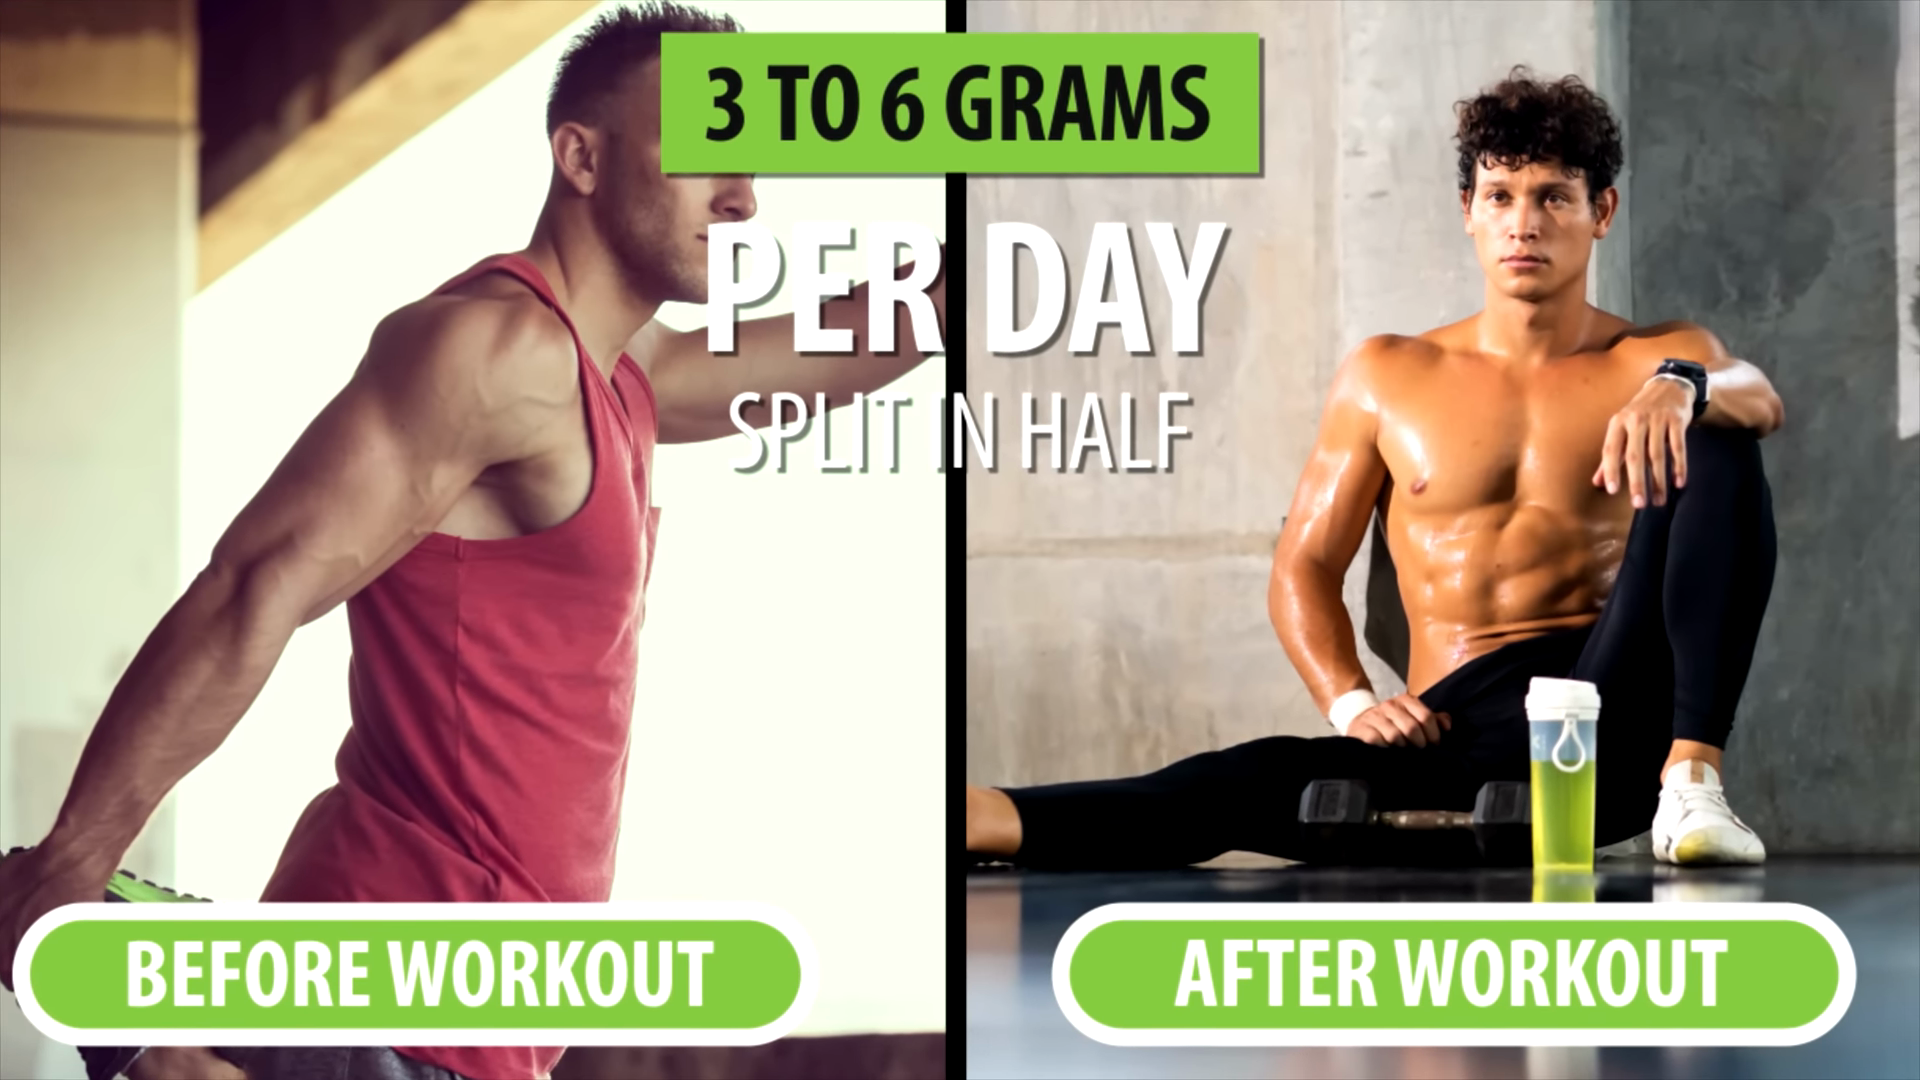 3 TO 6 GRAMS
PER DAY
SPLIT IN HALF
BEFORE WORKOUT
AFTER WORKOUT